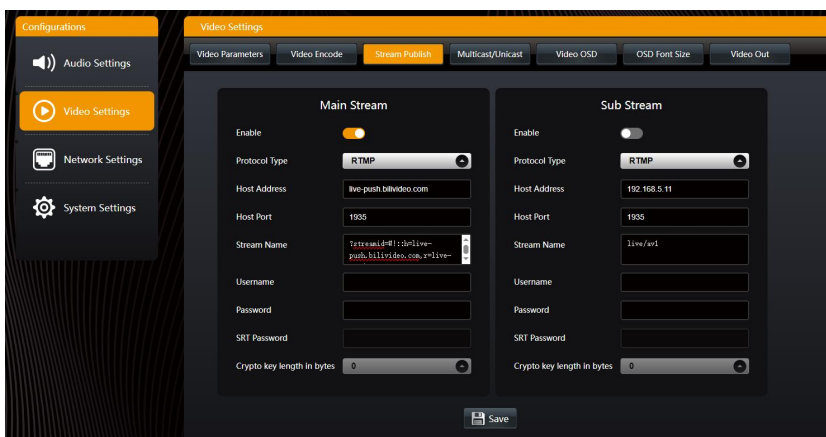 Configurations
Audio Settings
Video Settings
Network Settings
System Settings
Video Settings
Video Parameters
Video Encode
Stream Publish
Multicast/Unicast
Video OSD
OSD Font Size
Video Out
Main Stream
Enable
Protocol Type
RTMP
Host Address
live-push.bilivideo.com
Host Port
1935
Stream Name
?streamid=#!::h=live-
push.bilivideo.com,r=live-
Username
Password
SRT Password
Crypto key length in bytes
0
Sub Stream
Enable
Protocol Type
RTMP
Host Address
192.168.5.11
Host Port
1935
Stream Name
live/av1
Username
Password
SRT Password
Crypto key length in bytes
0
Save